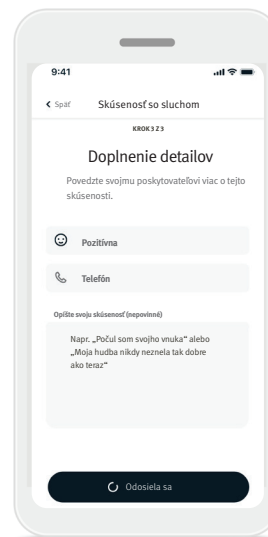 9:41
Späť
Skúsenosť so sluchom
KROK 3 Z 3
Doplnenie detailov
Povedzte svojmu poskytovateľovi viac o tejto
skúsenosti.
Pozitívna
Telefón
Opíšte svoju skúsenosť (nepovinné)
Napr. „Počul som svojho vnuka“ alebo
„Moja hudba nikdy neznela tak dobre
ako teraz“
Odosiela sa